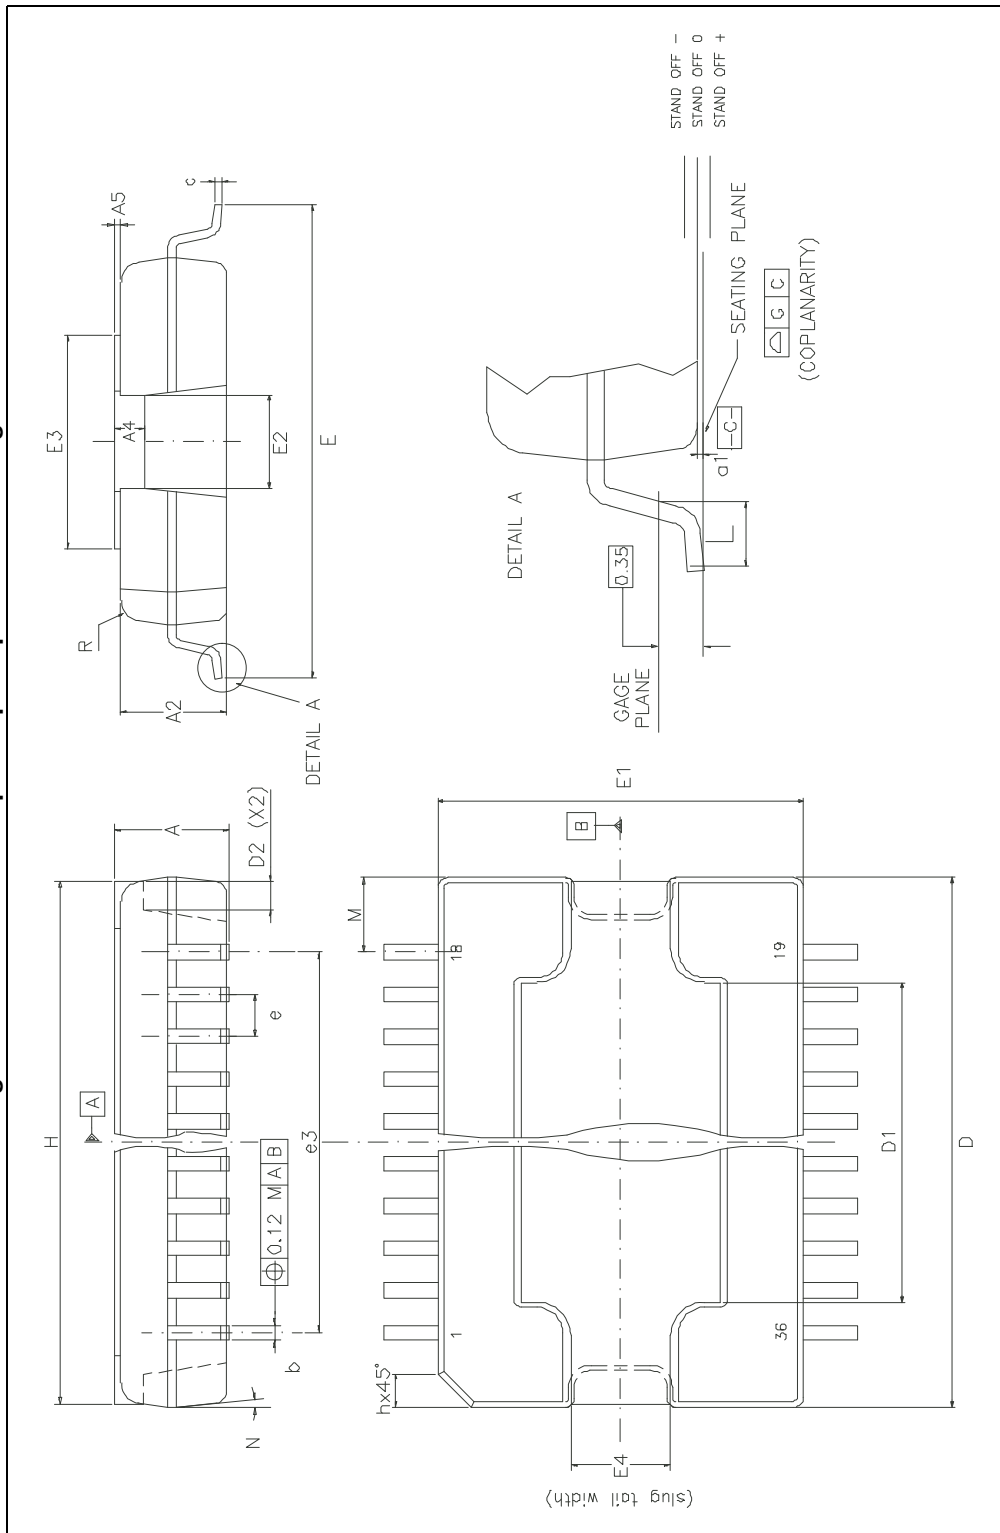 H
A
N
b
⌖ 0.12 M A B
e3
e
A
D2 (X2)
hx45°
1
18
M
36
19
E4
(slug tail width)
D1
D
E1
B
E3
A4
A5
c
R
A2
E2
E
DETAIL A
DETAIL A
GAGE
PLANE
0.35
L
a1
-C-
SEATING PLANE
⌓ G C
(COPLANARITY)
STAND OFF -
STAND OFF 0
STAND OFF +